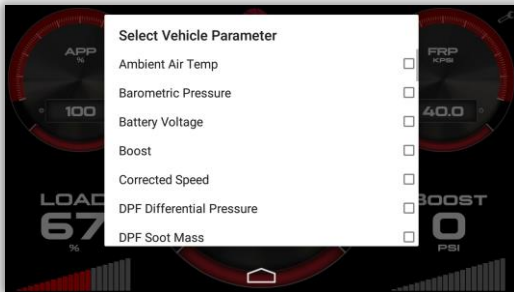 Select Vehicle Parameter
Ambient Air Temp
Barometric Pressure
Battery Voltage
Boost
Corrected Speed
DPF Differential Pressure
DPF Soot Mass
APP
%
100
FRP
KPSI
40.0
LOAD
67
%
BOOST
0
PSI